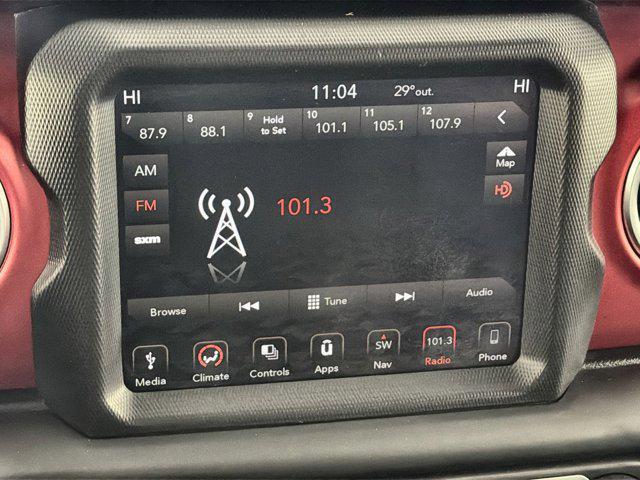 HI 11:04 29°out. HI
7 87.9 8 88.1 9 Hold to Set 10 101.1 11 105.1 12 107.9
AM
Map
FM 101.3 HD
sxm
Browse Tune Audio
SW 101.3
Media Climate Controls Apps Nav Radio Phone